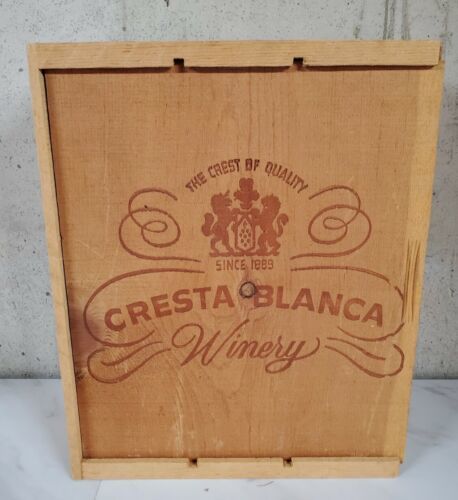 THE CREST OF QUALITY
SINCE 1889
CRESTA BLANCA
Winery